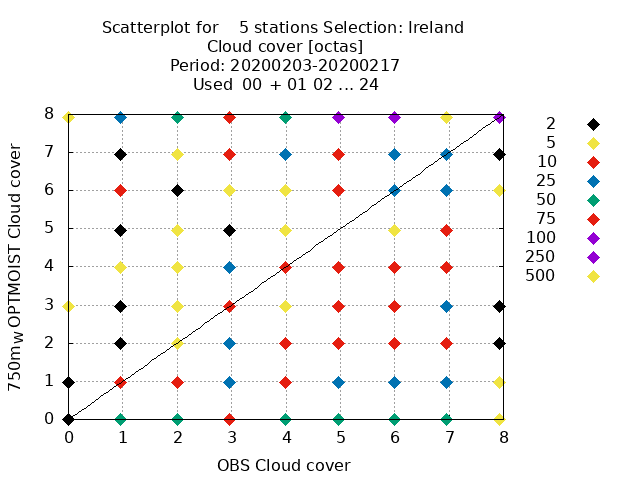 Scatterplot for 5 stations Selection: Ireland
Cloud cover [octas]
Period: 20200203-20200217
Used 00 + 01 02 ... 24
8
7
6
5
4
3
2
1
0
0 1 2 3 4 5 6 7 8
750mw OPTMOIST Cloud cover
OBS Cloud cover
2
5
10
25
50
75
100
250
500